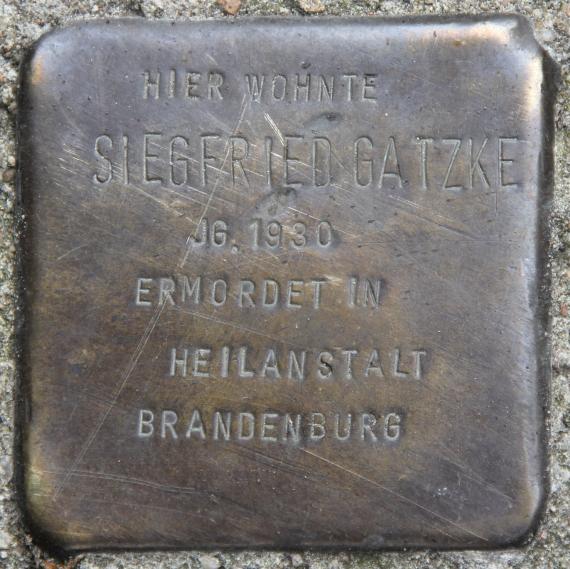 HIER WOHNTE
SIEGFRIED GATZKE
JG. 1930
ERMORDET IN
HEILANSTALT
BRANDENBURG